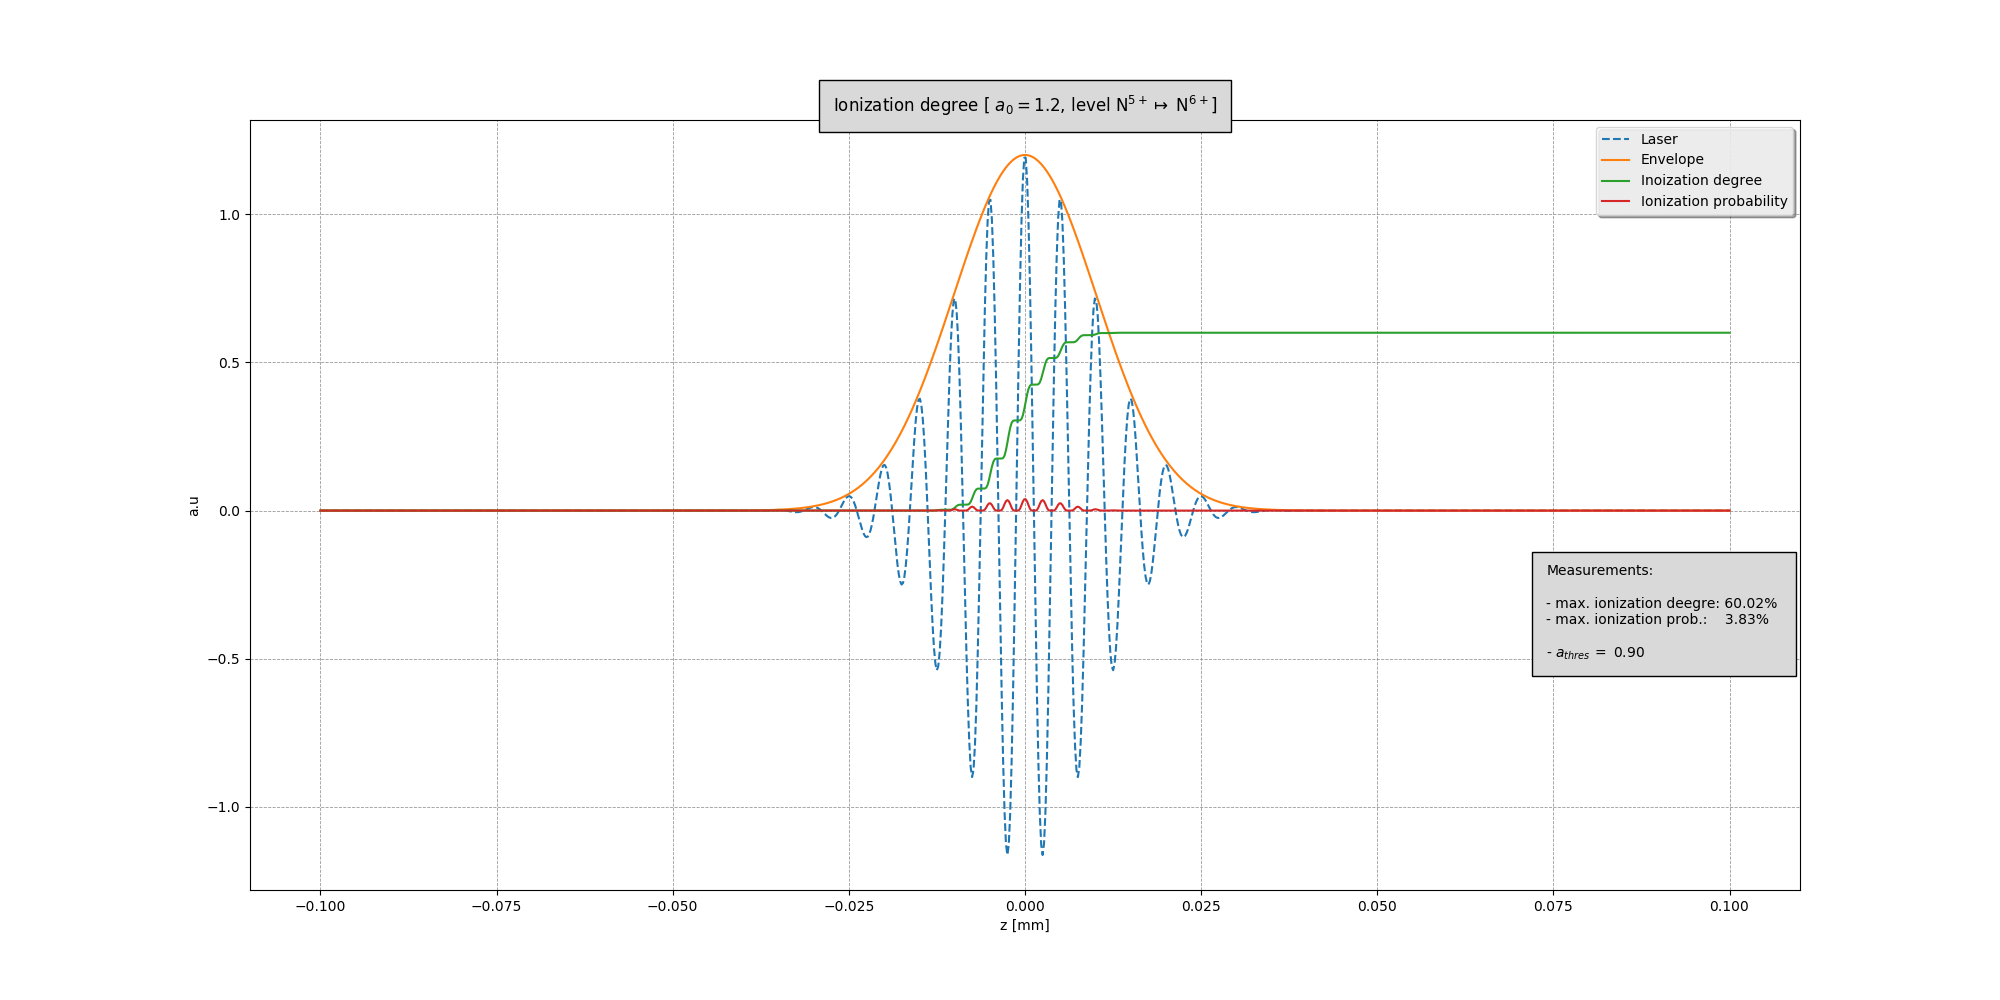 Ionization degree [ a₀ = 1.2, level N⁵⁺ ↦ N⁶⁺]
Laser
Envelope
Inoization degree
Ionization probability
1.0
0.5
0.0
−0.5
−1.0
a.u
Measurements:
- max. ionization deegre: 60.02%
- max. ionization prob.: 3.83%
- a_thres = 0.90
−0.100
−0.075
−0.050
−0.025
0.000
0.025
0.050
0.075
0.100
z [mm]